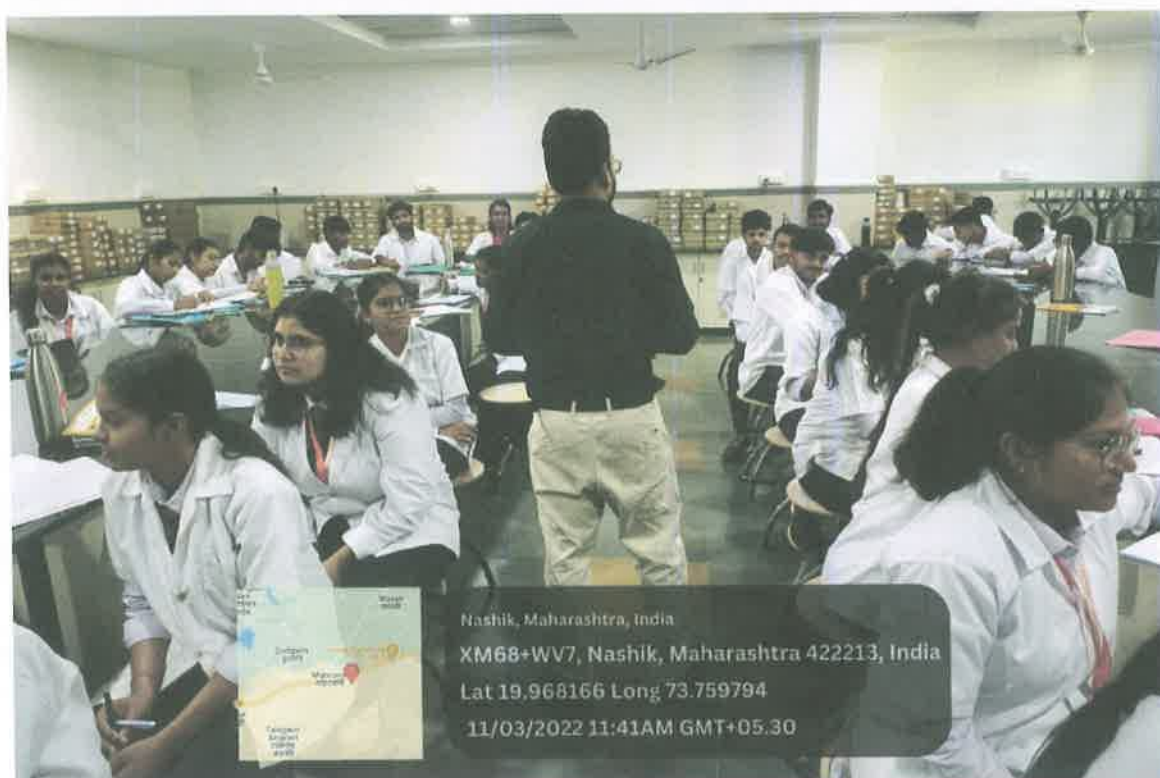 Nashik, Maharashtra, India
XM68+WV7, Nashik, Maharashtra 422213, India
Lat 19.968166 Long 73.759794
11/03/2022 11:41AM GMT+05.30